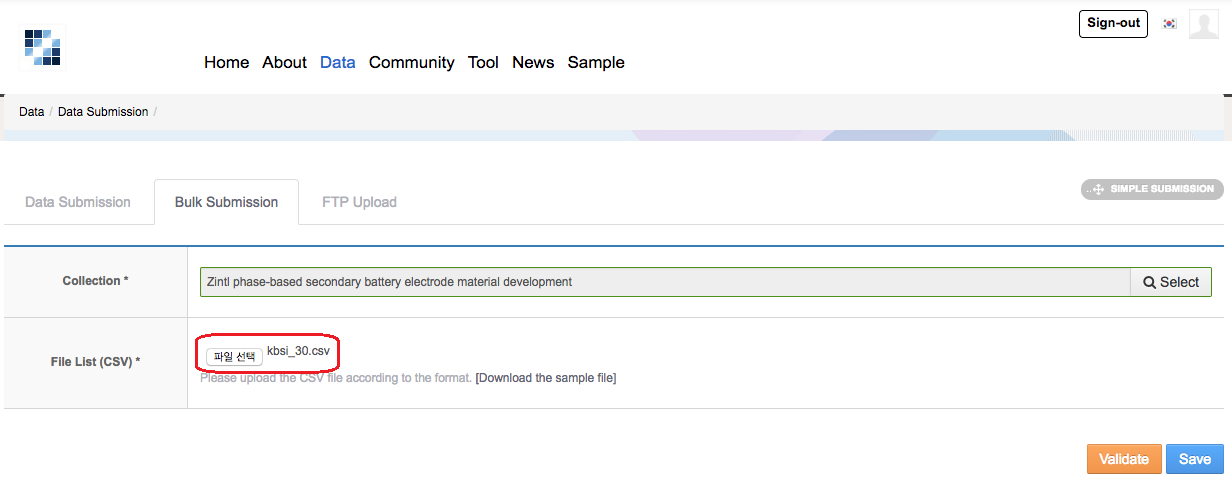 Sign-out
Home About Data Community Tool News Sample
Data / Data Submission /
Data Submission Bulk Submission FTP Upload
SIMPLE SUBMISSION
Collection *
Zintl phase-based secondary battery electrode material development
Select
File List (CSV) *
파일 선택 kbsi_30.csv
Please upload the CSV file according to the format. [Download the sample file]
Validate Save